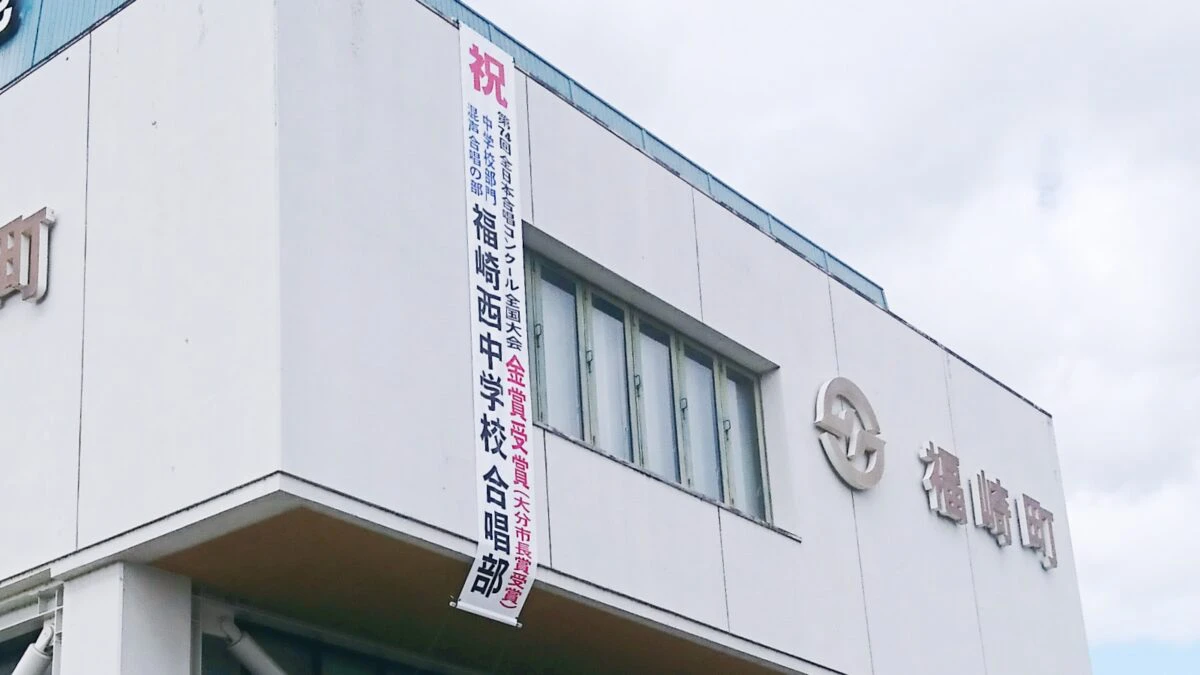 祝
第74回全日本合唱コンクール全国大会 金賞受賞(大分市長賞受賞)
中学校部門
混声合唱の部
福崎西中学校合唱部
福崎町
町